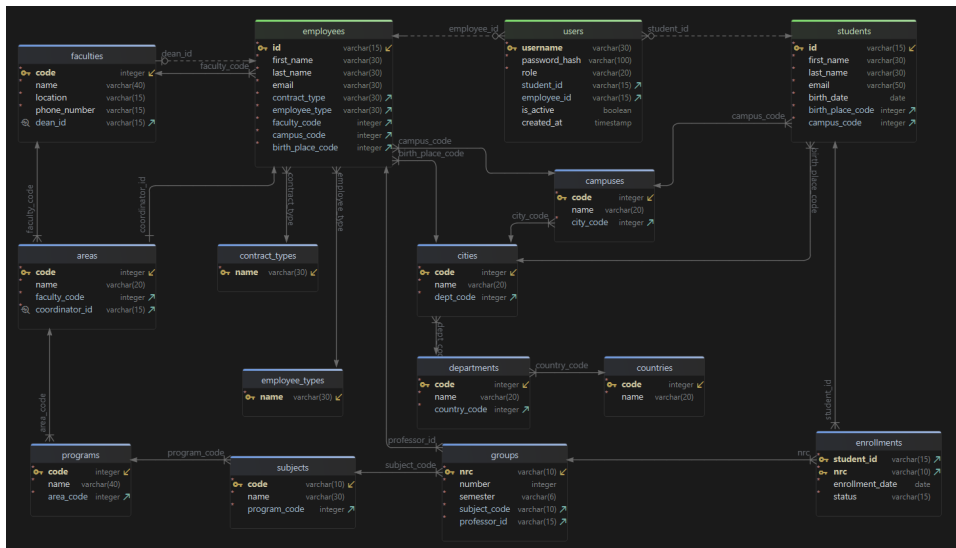 employees
id varchar(15)
first_name varchar(30)
last_name varchar(30)
email varchar(30)
contract_type varchar(30)
employee_type varchar(30)
faculty_code integer
campus_code integer
birth_place_code integer
employee_id
users
username varchar(30)
password_hash varchar(100)
role varchar(20)
student_id varchar(15)
employee_id varchar(15)
is_active boolean
created_at timestamp
student_id
students
id varchar(15)
first_name varchar(30)
last_name varchar(30)
email varchar(50)
birth_date date
birth_place_code integer
campus_code integer
faculties
code integer
name varchar(40)
location varchar(15)
phone_number varchar(15)
dean_id varchar(15)
dean_id
faculty_code
campus_code
birth_place_code
campus_code
birth_place_code
faculty_code
coordinator_id
contract_type
employee_type
campuses
code integer
name varchar(20)
city_code integer
city_code
areas
code integer
name varchar(20)
faculty_code integer
coordinator_id varchar(15)
contract_types
name varchar(30)
cities
code integer
name varchar(20)
dept_code integer
employee_types
name varchar(30)
departments
code integer
name varchar(20)
country_code integer
country_code
countries
code integer
name varchar(20)
area_code
student_id
professor_id
programs
code integer
name varchar(40)
area_code integer
program_code
subjects
code varchar(10)
name varchar(30)
program_code integer
subject_code
groups
nrc varchar(10)
number integer
semester varchar(6)
subject_code varchar(10)
professor_id varchar(15)
nrc
enrollments
student_id varchar(15)
nrc varchar(10)
enrollment_date date
status varchar(15)